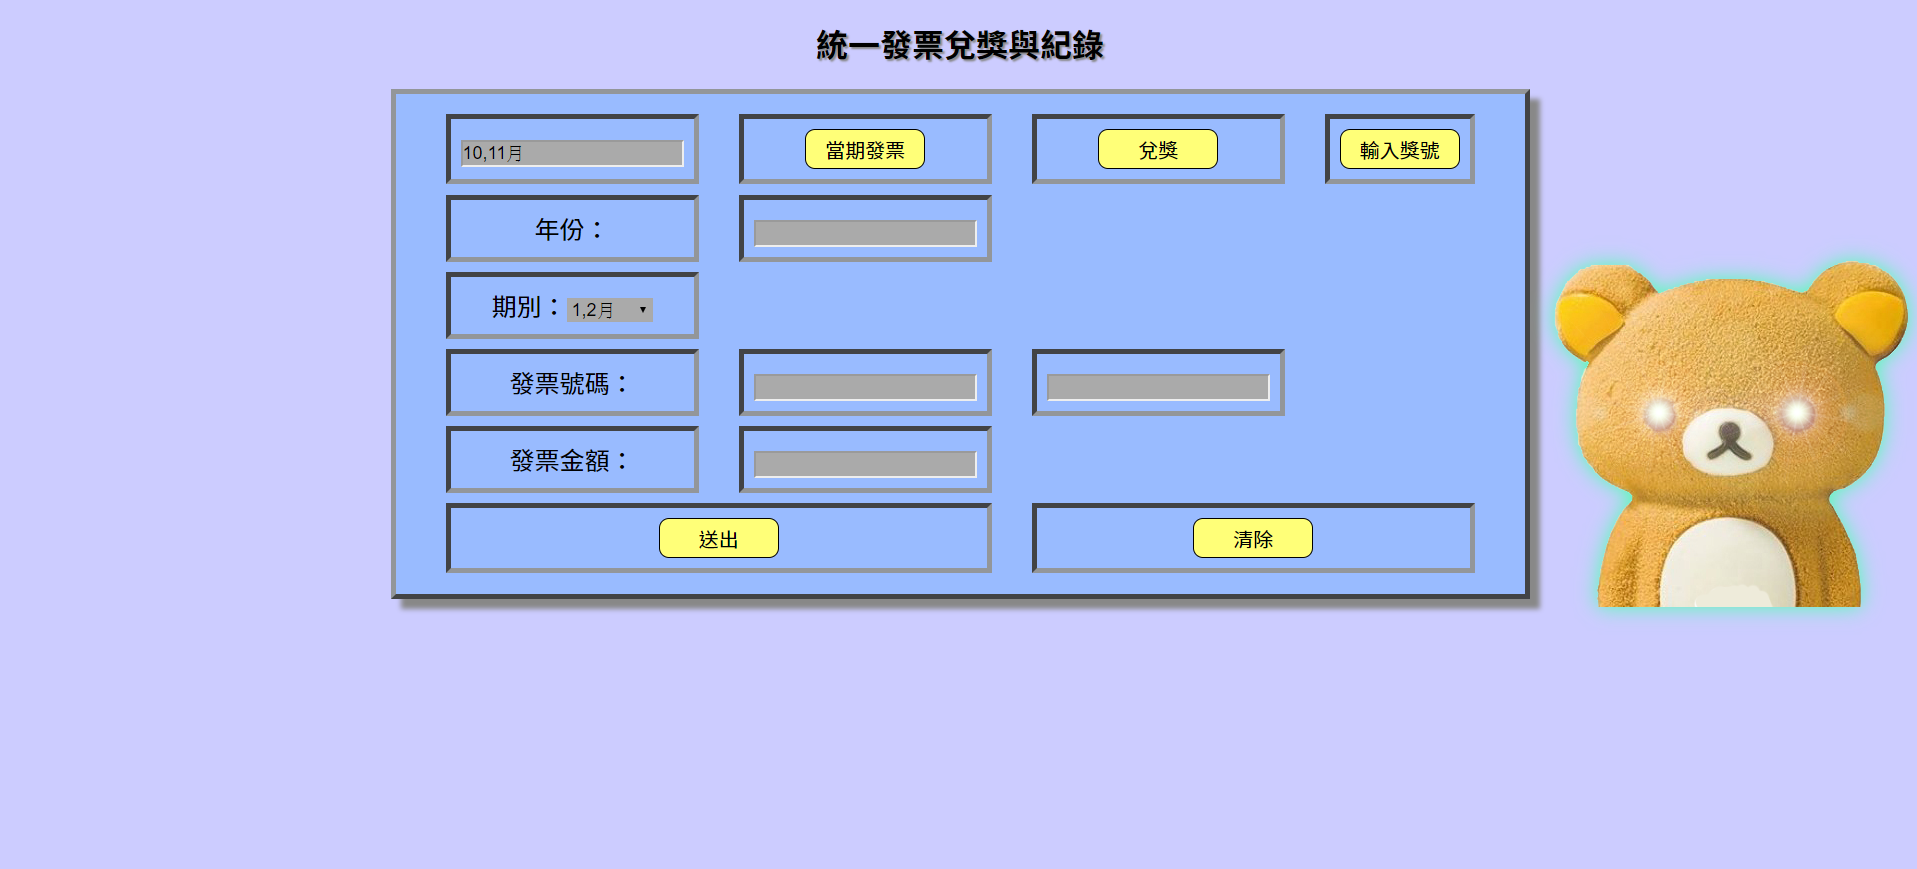 統一發票兌獎與紀錄
10,11月 當期發票 兌獎 輸入獎號
年份：
期別： 1,2月
發票號碼：
發票金額：
送出 清除